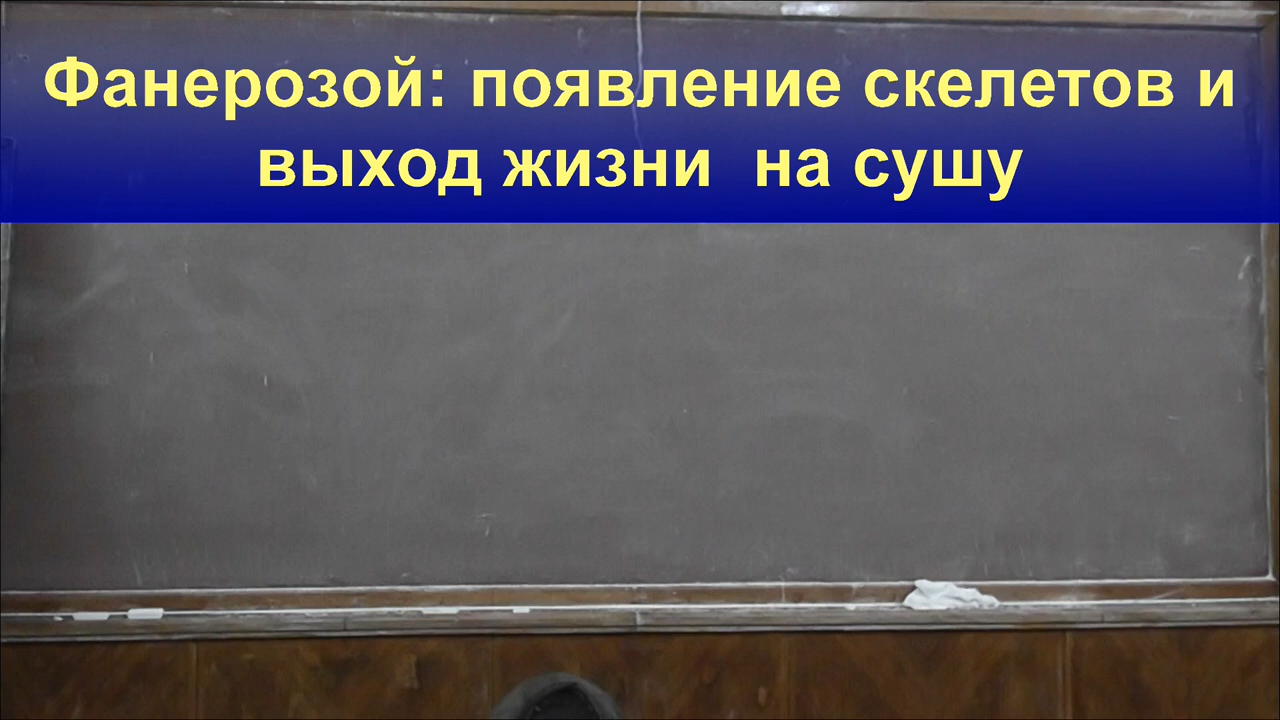 Фанерозой: появление скелетов и
выход жизни  на сушу